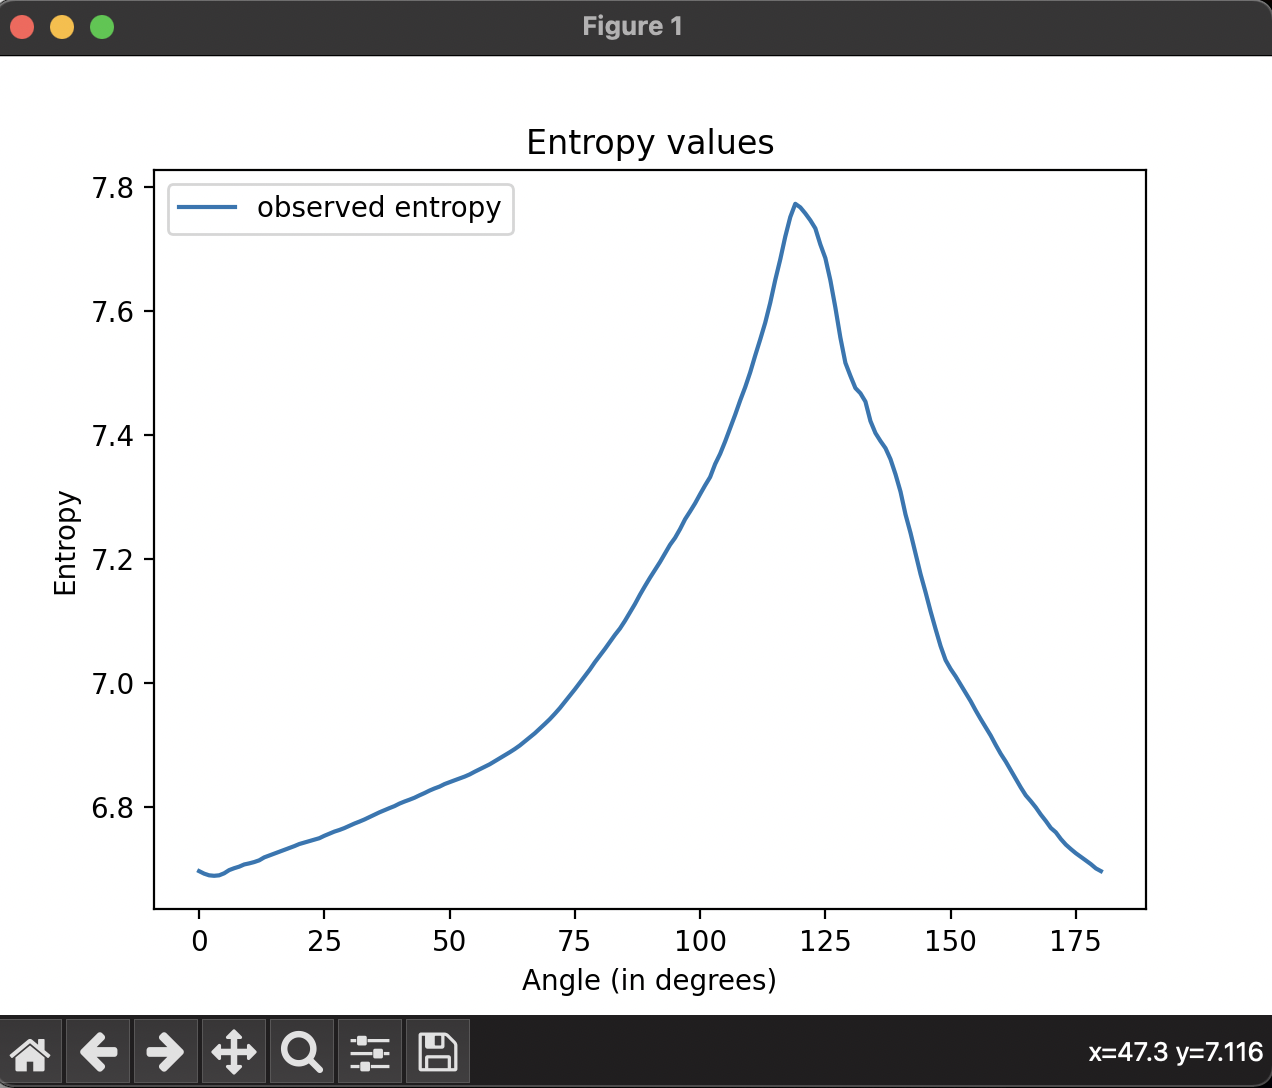 Figure 1
Entropy values
observed entropy
7.8
7.6
7.4
7.2
7.0
6.8
Entropy
0 25 50 75 100 125 150 175
Angle (in degrees)
x=47.3 y=7.116